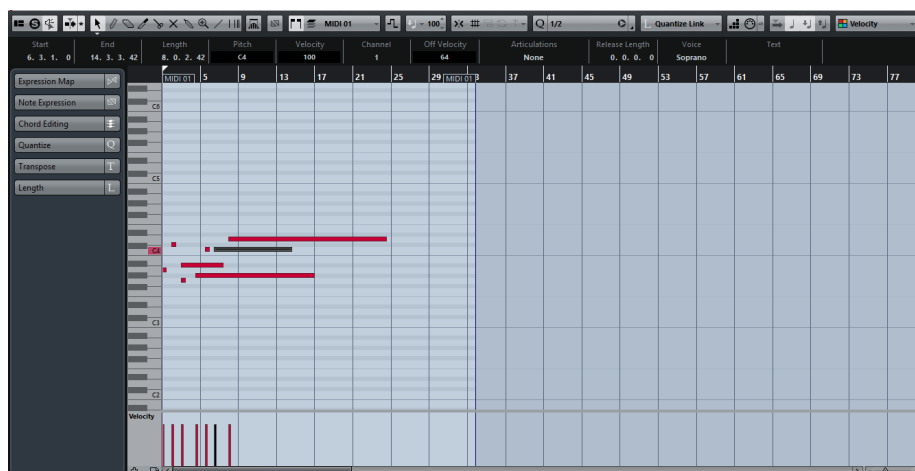 MIDI 01 100 Q 1/2 Quantize Link Velocity
Start End Length Pitch Velocity Channel Off Velocity Articulations Release Length Voice Text
6. 3. 1. 0 14. 3. 3. 42 8. 0. 2. 42 C4 100 1 64 None 0. 0. 0. 0 Soprano
MIDI 01 5 9 13 17 21 25 29 MIDI 01 3 37 41 45 49 53 57 61 65 69 73 77
Expression Map
Note Expression
Chord Editing
Quantize Q
Transpose T
Length L
C6
C5
C4
C3
C2
Velocity